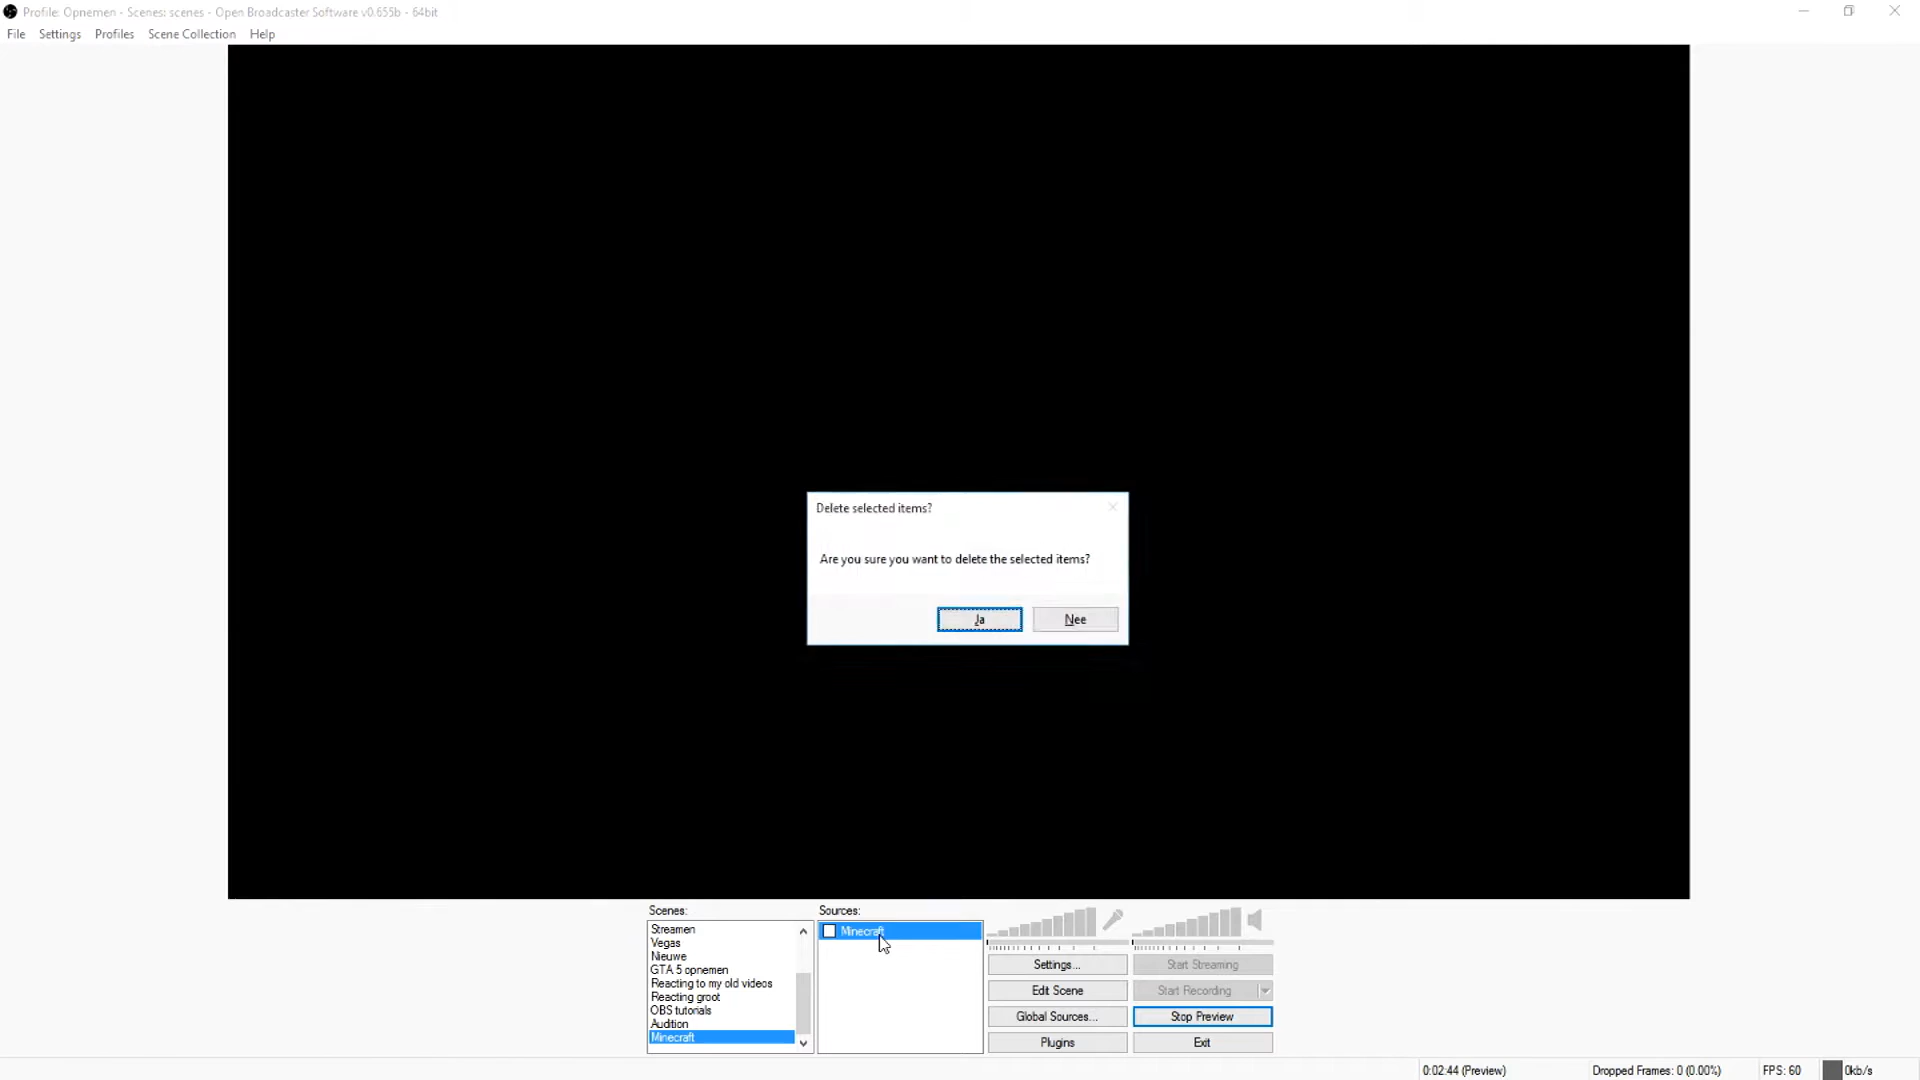 Profile: Opnemen - Scenes: scenes - Open Broadcaster Software v0.655b - 64bit
File Settings Profiles Scene Collection Help
Delete selected items?
Are you sure you want to delete the selected items?
Ja Nee
Scenes:
Streamen
Vegas
Nieuwe
GTA 5 opnemen
Reacting to my old videos
Reacting groot
OBS tutorials
Audition
Minecraft
Sources:
Minecraft
Settings... Start Streaming
Edit Scene Start Recording
Global Sources... Stop Preview
Plugins Exit
0:02:44 (Preview) Dropped Frames: 0 (0.00%) FPS: 60 0kb/s